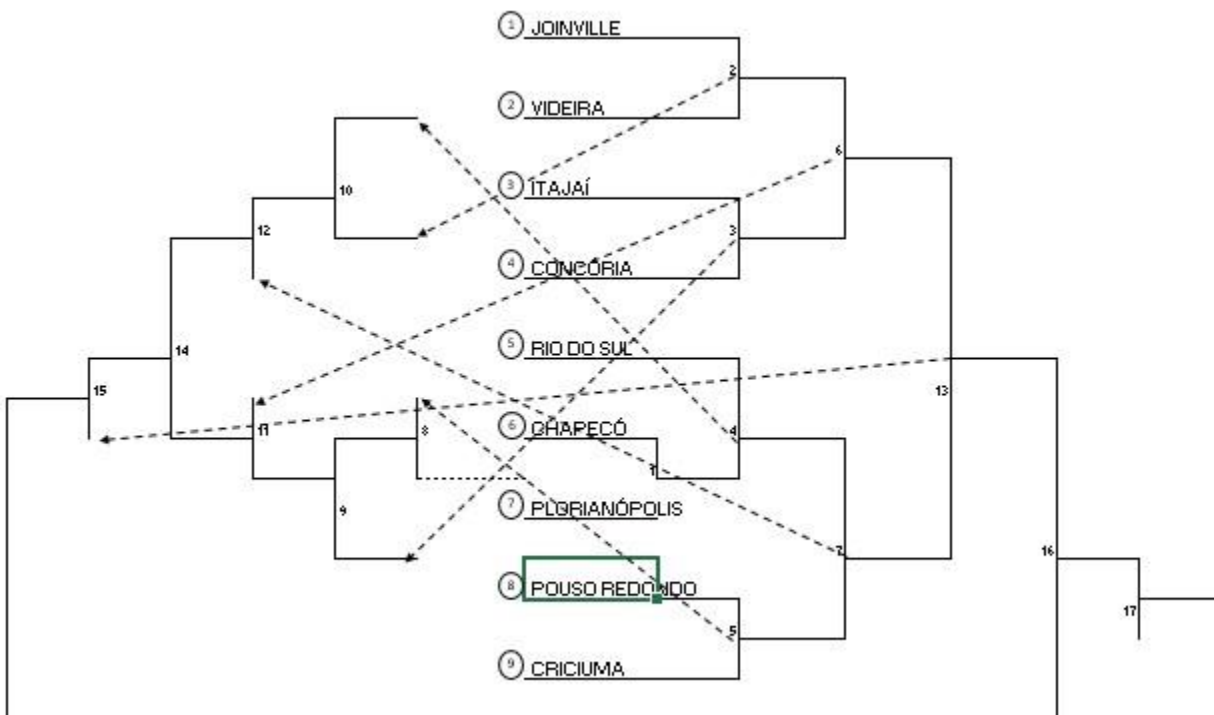 1 JOINVILLE
2
2 VIDEIRA
6
3 ITAJAÍ
10
12
3
4 CONCÓRIA
5 RIO DO SUL
14
15
13
6 CHAPECÓ
11
8
4
1
7 PLORIANÓPOLIS
9
16
7
8 POUSO REDONDO
17
5
9 CRICIUMA